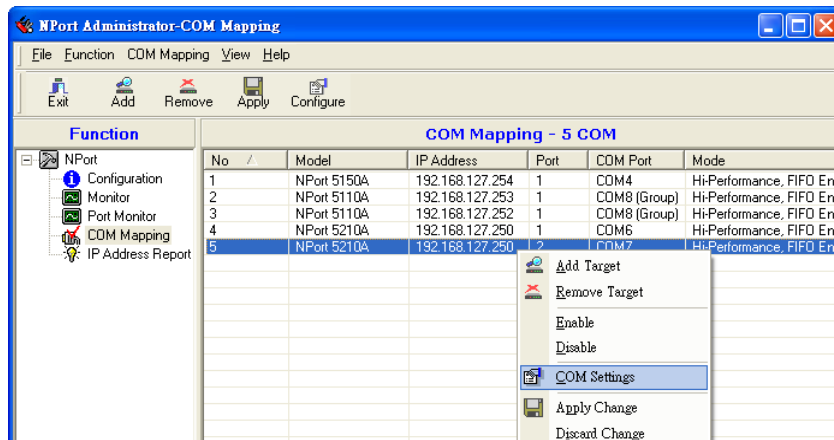 NPort Administrator-COM Mapping
File Function COM Mapping View Help
Exit Add Remove Apply Configure
Function
COM Mapping - 5 COM
NPort
Configuration
Monitor
Port Monitor
COM Mapping
IP Address Report
No Model IP Address Port COM Port Mode
1 NPort 5150A 192.168.127.254 1 COM4 Hi-Performance, FIFO En
2 NPort 5110A 192.168.127.253 1 COM8 (Group) Hi-Performance, FIFO En
3 NPort 5110A 192.168.127.252 1 COM8 (Group) Hi-Performance, FIFO En
4 NPort 5210A 192.168.127.250 1 COM6 Hi-Performance, FIFO En
5 NPort 5210A 192.168.127.250 2 COM7 Hi-Performance, FIFO En
Add Target
Remove Target
Enable
Disable
COM Settings
Apply Change
Discard Change